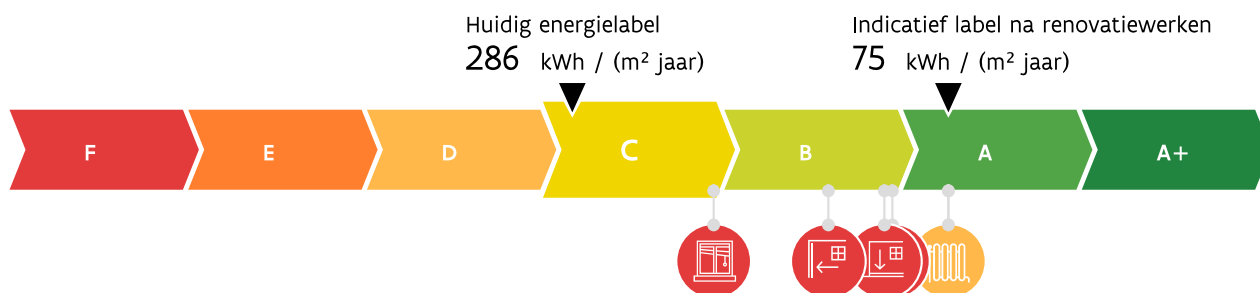 Huidig energielabel
286 kWh / (m² jaar)
Indicatief label na renovatiewerken
75 kWh / (m² jaar)
F E D C B A A+